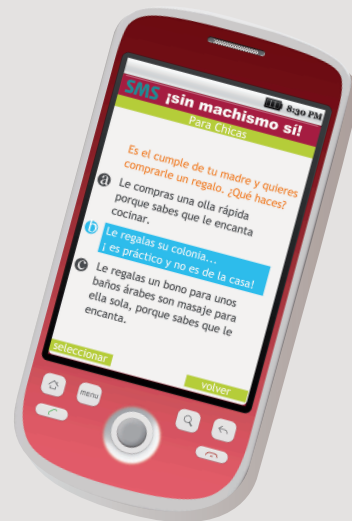 8:30 PM
SMS ¡sin machismo sí!
Para Chicas
Es el cumple de tu madre y quieres
comprarle un regalo. ¿Qué haces?
a Le compras una olla rápida
porque sabes que le encanta
cocinar.
b Le regalas su colonia...
¡ es práctico y no es de la casa!
c Le regalas un bono para unos
baños árabes son masaje para
ella sola, porque sabes que le
encanta.
seleccionar
volver
menu